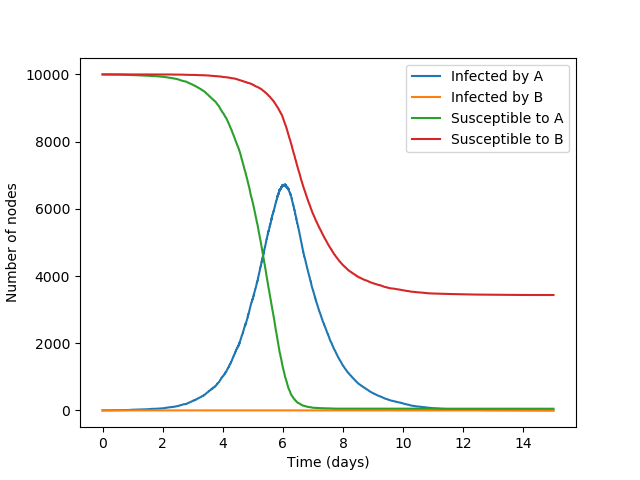 10000
8000
6000
4000
2000
0
Number of nodes
Infected by A
Infected by B
Susceptible to A
Susceptible to B
0 2 4 6 8 10 12 14
Time (days)